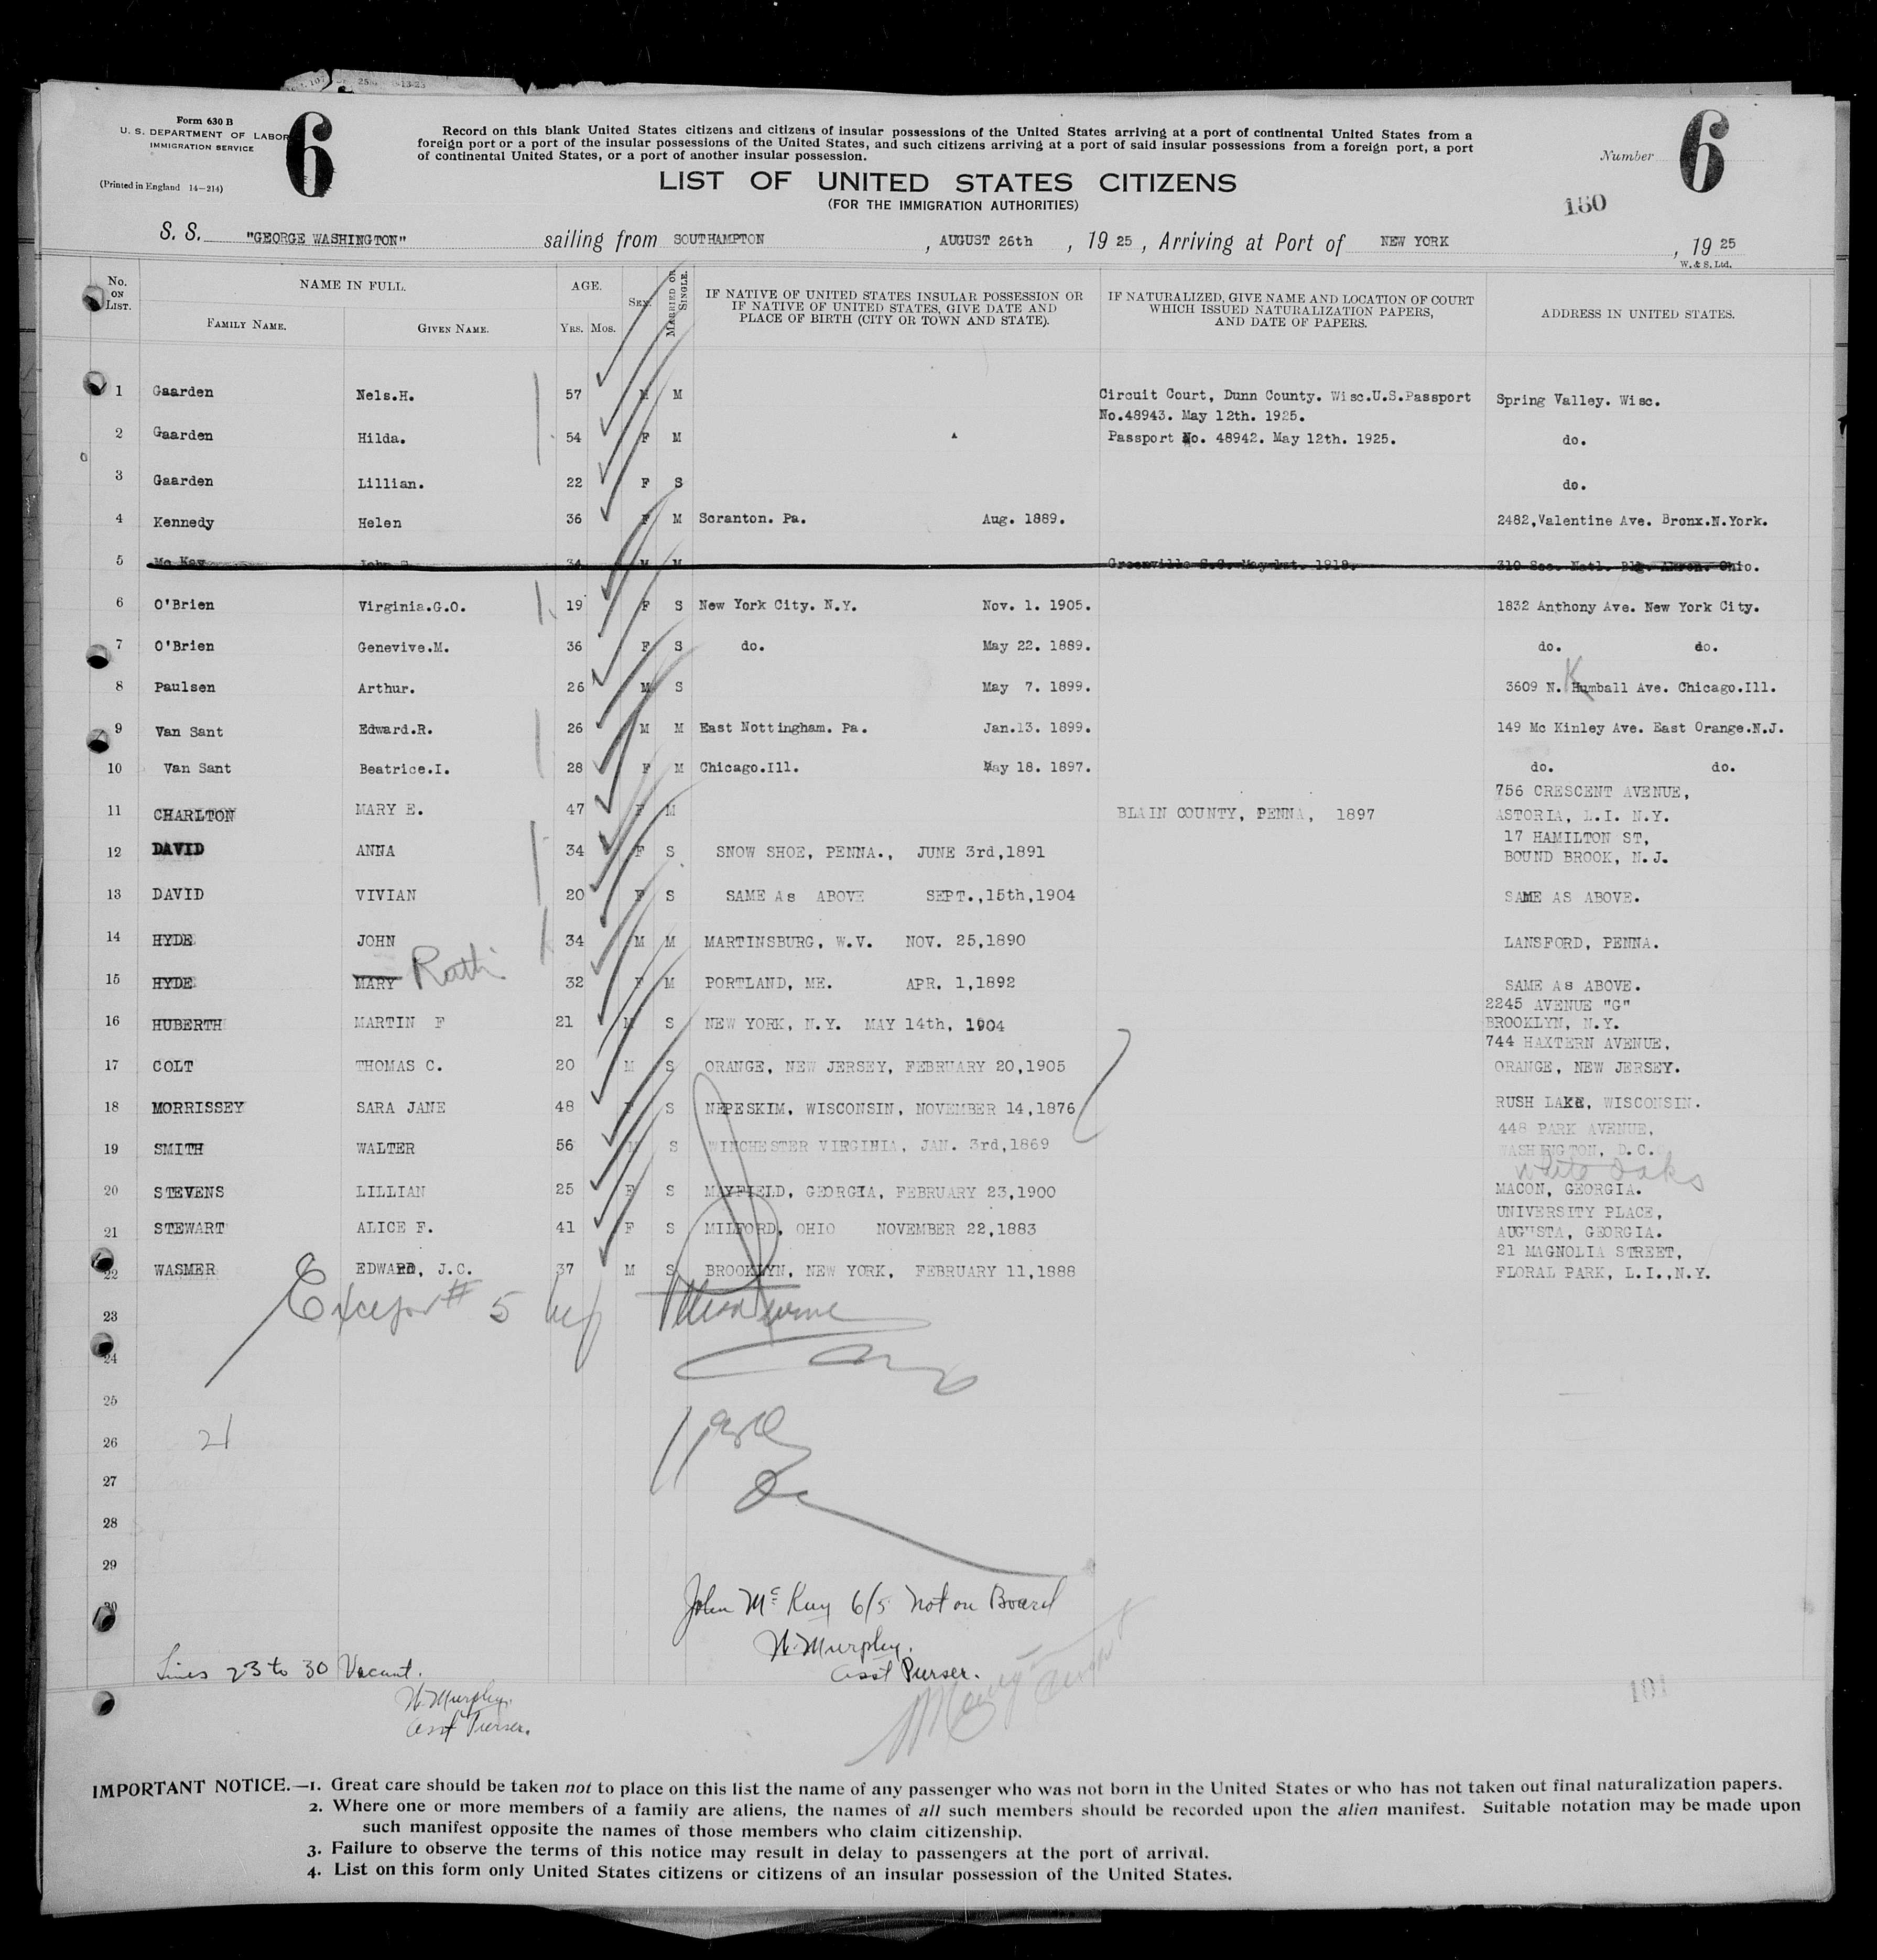 Form 630 B
U. S. DEPARTMENT OF LABOR
IMMIGRATION SERVICE
(Printed in England 14—214)
6
Record on this blank United States citizens and citizens of insular possessions of the United States arriving at a port of continental United States from a
foreign port or a port of the insular possessions of the United States, and such citizens arriving at a port of said insular possessions from a foreign port, a port
of continental United States, or a port of another insular possession.
LIST OF UNITED STATES CITIZENS
(FOR THE IMMIGRATION AUTHORITIES)
Number 6
180
S. S. "GEORGE WASHINGTON" sailing from SOUTHAMPTON, AUGUST 26th, 1925, Arriving at Port of NEW YORK, 1925
W. & S. Ltd.
No. ON LIST. NAME IN FULL. FAMILY NAME. GIVEN NAME. AGE. YRS. MOS. SEX. MARRIED OR SINGLE. IF NATIVE OF UNITED STATES INSULAR POSSESSION OR IF NATIVE OF UNITED STATES, GIVE DATE AND PLACE OF BIRTH (CITY OR TOWN AND STATE). IF NATURALIZED, GIVE NAME AND LOCATION OF COURT WHICH ISSUED NATURALIZATION PAPERS, AND DATE OF PAPERS. ADDRESS IN UNITED STATES.
1 Gaarden Nels.H. 57 M M Circuit Court, Dunn County. Wisc.U.S.Passport Spring Valley. Wisc.
No.48943. May 12th. 1925.
2 Gaarden Hilda. 54 F M Passport No. 48942. May 12th. 1925. do.
3 Gaarden Lillian. 22 F S do.
4 Kennedy Helen 36 F M Scranton. Pa. Aug. 1889. 2482,Valentine Ave. Bronx.N.York.
5 Mc Kay John 34 M M Greenville S.C. May 1st. 1919. 310 Sec. Natl. Blg. Akron. Ohio.
6 O'Brien Virginia.G.O. 19 F S New York City. N.Y. Nov. 1. 1905. 1832 Anthony Ave. New York City.
7 O'Brien Genevive.M. 36 F S do. May 22. 1889. do. do.
8 Paulsen Arthur. 26 M S May 7. 1899. 3609 N. Humball Ave. Chicago.Ill.
K
9 Van Sant Edward.R. 26 M M East Nottingham. Pa. Jan.13. 1899. 149 Mc Kinley Ave. East Orange.N.J.
10 Van Sant Beatrice.I. 28 F M Chicago.Ill. May 18. 1897. do. do.
11 CHARLTON MARY E. 47 F M BLAIN COUNTY, PENNA, 1897 756 CRESCENT AVENUE,
ASTORIA, L.I. N.Y.
12 DAVID ANNA 34 F S SNOW SHOE, PENNA., JUNE 3rd,1891 17 HAMILTON ST,
BOUND BROOK, N.J.
13 DAVID VIVIAN 20 F S SAME As ABOVE SEPT.,15th,1904 SAME AS ABOVE.
14 HYDE JOHN 34 M M MARTINSBURG, W.V. NOV. 25,1890 LANSFORD, PENNA.
15 HYDE MARY Ruth 32 F M PORTLAND, ME. APR. 1,1892 SAME As ABOVE.
16 HUBERTH MARTIN F 21 M S NEW YORK, N.Y. MAY 14th, 1904 2245 AVENUE "G"
BROOKLYN, N.Y.
17 COLT THOMAS C. 20 M S ORANGE, NEW JERSEY, FEBRUARY 20,1905 744 HAXTERN AVENUE,
ORANGE, NEW JERSEY.
18 MORRISSEY SARA JANE 48 F S NEPESKIM, WISCONSIN, NOVEMBER 14,1876 RUSH LAKE, WISCONSIN.
19 SMITH WALTER 56 M S WINCHESTER VIRGINIA, JAN. 3rd,1869 448 PARK AVENUE,
WASHINGTON, D.C.
White Oaks
20 STEVENS LILLIAN 25 F S MAYFIELD, GEORGIA, FEBRUARY 23,1900 MACON, GEORGIA.
21 STEWART ALICE F. 41 F S MILFORD, OHIO NOVEMBER 22,1883 UNIVERSITY PLACE,
AUGUSTA, GEORGIA.
22 WASMER EDWARD, J.C. 37 M S BROOKLYN, NEW YORK, FEBRUARY 11,1888 21 MAGNOLIA STREET,
FLORAL PARK, L.I.,N.Y.
Except # 5
23
24
25
26
21
27
28
29
30
John McKay 6/5 Not on Board
N. Murphy.
Asst Purser.
Lines 23 to 30 Vacant.
N. Murphy.
Asst Purser.
101
IMPORTANT NOTICE.—1. Great care should be taken not to place on this list the name of any passenger who was not born in the United States or who has not taken out final naturalization papers.
2. Where one or more members of a family are aliens, the names of all such members should be recorded upon the alien manifest. Suitable notation may be made upon
such manifest opposite the names of those members who claim citizenship.
3. Failure to observe the terms of this notice may result in delay to passengers at the port of arrival.
4. List on this form only United States citizens or citizens of an insular possession of the United States.